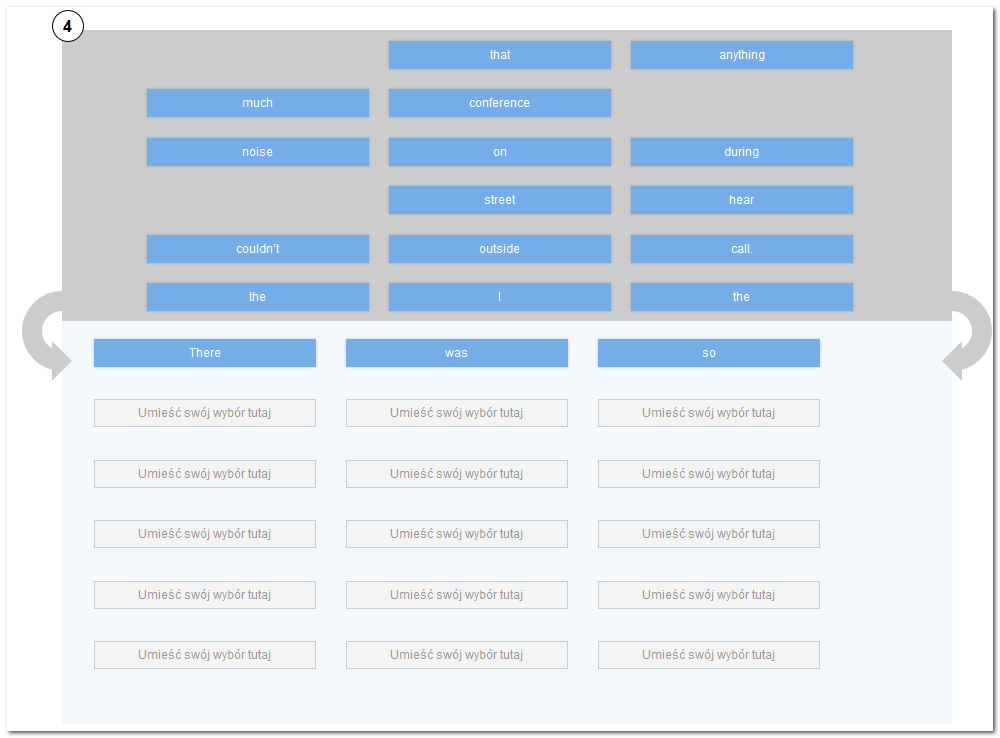 4
that anything
much conference
noise on during
street hear
couldn't outside call.
the I the
There was so
Umieść swój wybór tutaj Umieść swój wybór tutaj Umieść swój wybór tutaj
Umieść swój wybór tutaj Umieść swój wybór tutaj Umieść swój wybór tutaj
Umieść swój wybór tutaj Umieść swój wybór tutaj Umieść swój wybór tutaj
Umieść swój wybór tutaj Umieść swój wybór tutaj Umieść swój wybór tutaj
Umieść swój wybór tutaj Umieść swój wybór tutaj Umieść swój wybór tutaj